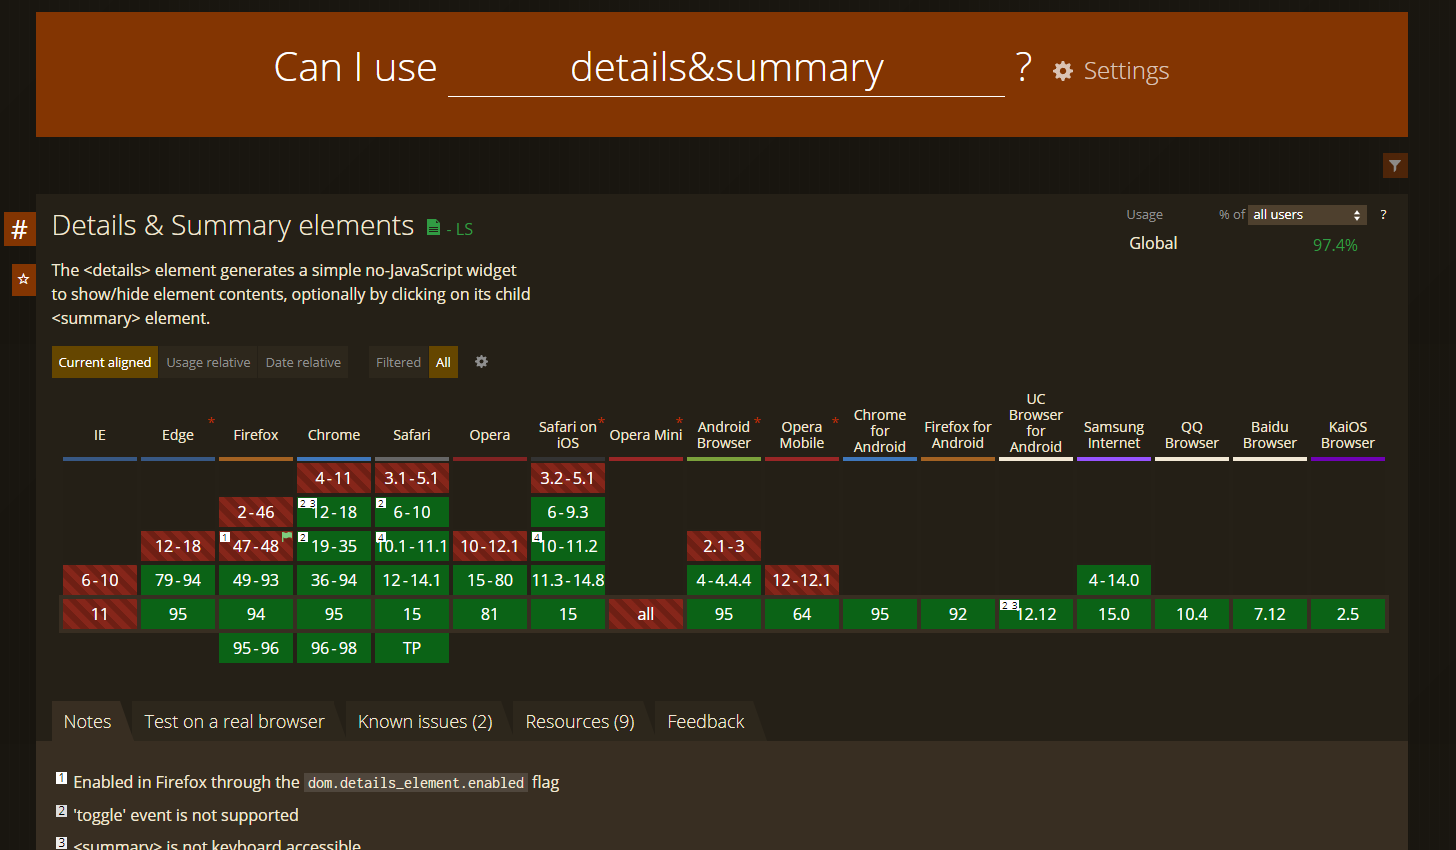 Can I use details&summary ? Settings
#
Details & Summary elements - LS
Usage % of all users ?
Global 97.4%
The <details> element generates a simple no-JavaScript widget
to show/hide element contents, optionally by clicking on its child
<summary> element.
Current aligned Usage relative Date relative Filtered All
IE Edge * Firefox Chrome Safari Opera Safari on iOS * Opera Mini * Android Browser * Opera Mobile * Chrome for Android Firefox for Android UC Browser for Android Samsung Internet QQ Browser Baidu Browser KaiOS Browser
4-11 3.1-5.1 3.2-5.1
2-46 2 3 12-18 2 6-10 6-9.3
12-18 1 47-48 2 19-35 4 10.1-11.1 10-12.1 4 10-11.2 2.1-3
6-10 79-94 49-93 36-94 12-14.1 15-80 11.3-14.8 4-4.4.4 12-12.1 4-14.0
11 95 94 95 15 81 15 all 95 64 95 92 2 3 12.12 15.0 10.4 7.12 2.5
95-96 96-98 TP
Notes Test on a real browser Known issues (2) Resources (9) Feedback
1 Enabled in Firefox through the dom.details_element.enabled flag
2 'toggle' event is not supported
3 <summary> is not keyboard accessible